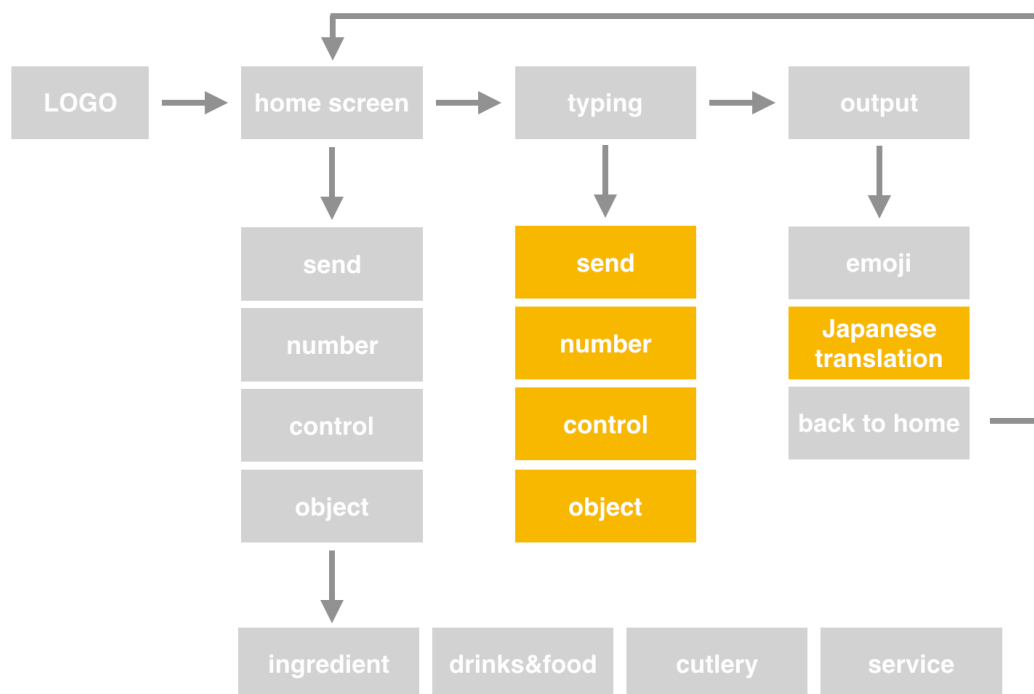 LOGO
home screen
typing
output
send
number
control
object
send
number
control
object
emoji
Japanese
translation
back to home
ingredient
drinks&food
cutlery
service